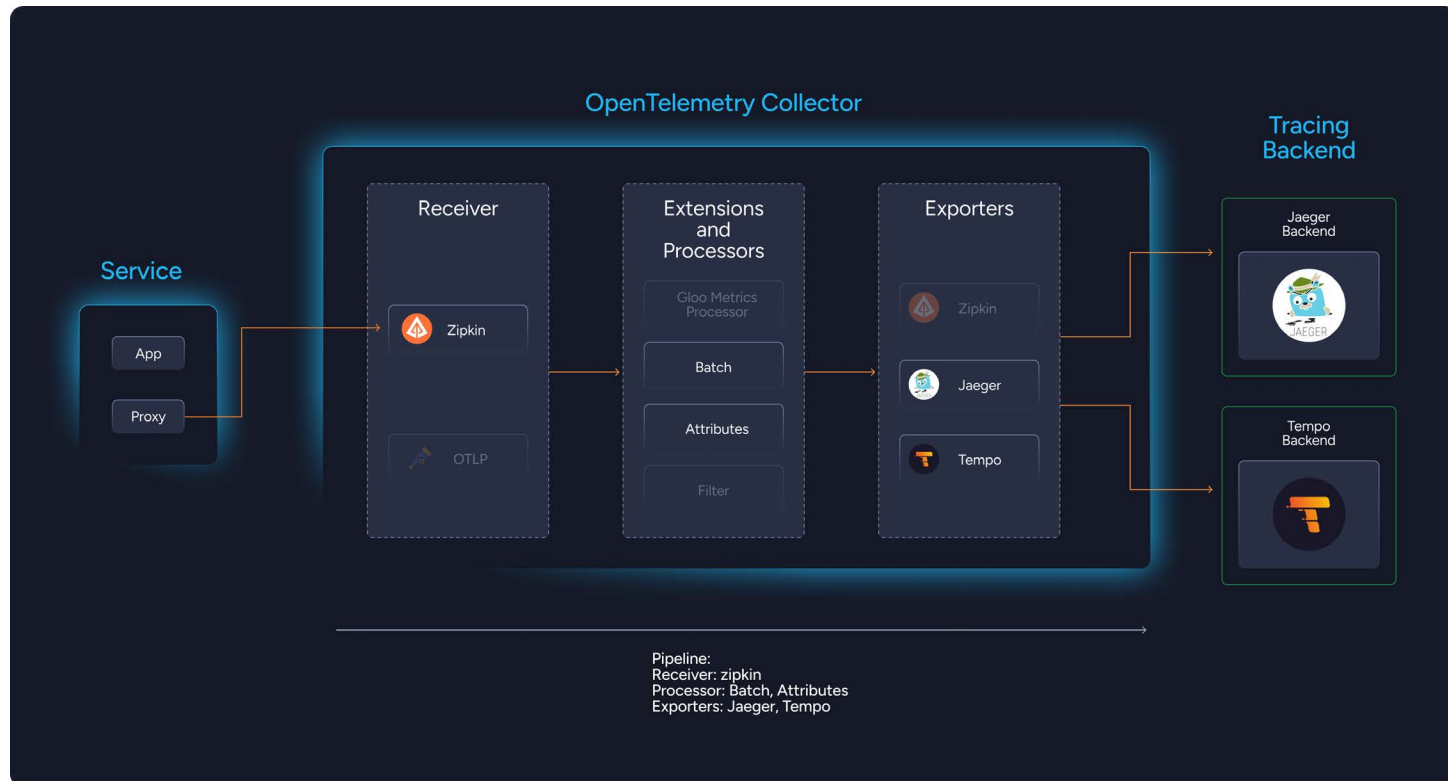 OpenTelemetry Collector
Tracing
Backend
Service
App
Proxy
Receiver
Zipkin
OTLP
Extensions
and
Processors
Gloo Metrics
Processor
Batch
Attributes
Filter
Exporters
Zipkin
Jaeger
Tempo
Jaeger
Backend
JAEGER
Tempo
Backend
Pipeline:
Receiver: zipkin
Processor: Batch, Attributes
Exporters: Jaeger, Tempo